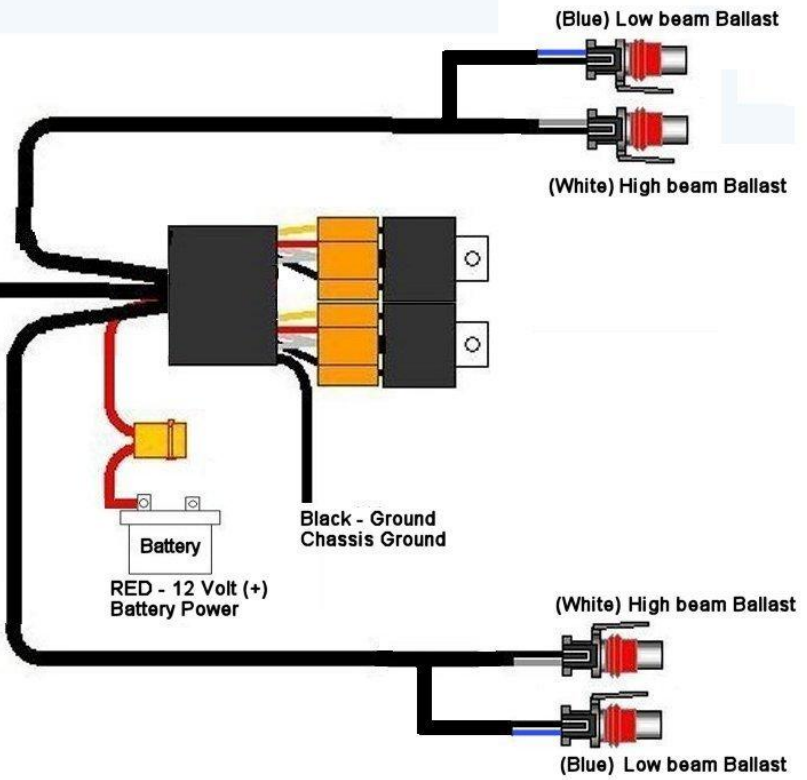 (Blue) Low beam Ballast
(White) High beam Ballast
Black - Ground
Chassis Ground
Battery
RED - 12 Volt (+)
Battery Power
(White) High beam Ballast
(Blue) Low beam Ballast